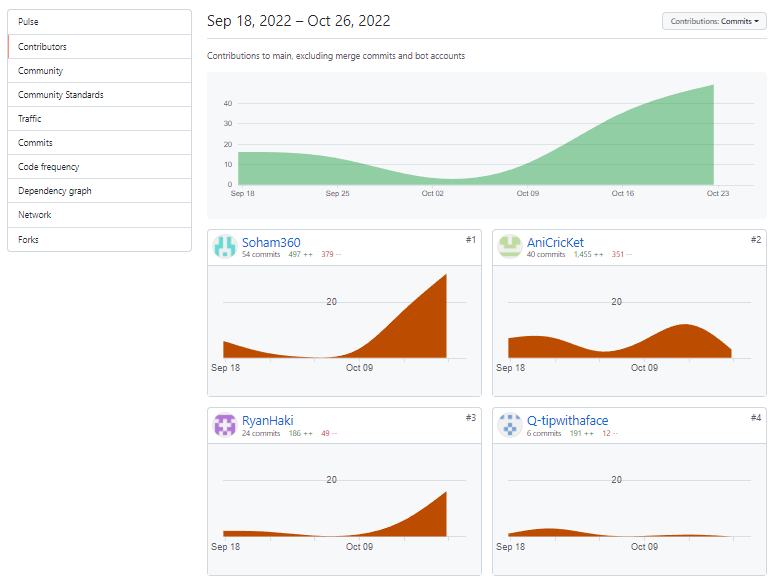 Pulse
Contributors
Community
Community Standards
Traffic
Commits
Code frequency
Dependency graph
Network
Forks
Sep 18, 2022 – Oct 26, 2022
Contributions: Commits
Contributions to main, excluding merge commits and bot accounts
40
30
20
10
0
Sep 18 Sep 25 Oct 02 Oct 09 Oct 16 Oct 23
Soham360 #1
54 commits 497 ++ 379 --
20
Sep 18 Oct 09
AniCricKet #2
40 commits 1,455 ++ 351 --
20
Sep 18 Oct 09
RyanHaki #3
24 commits 186 ++ 49 --
20
Sep 18 Oct 09
Q-tipwithaface #4
6 commits 191 ++ 12 --
20
Sep 18 Oct 09